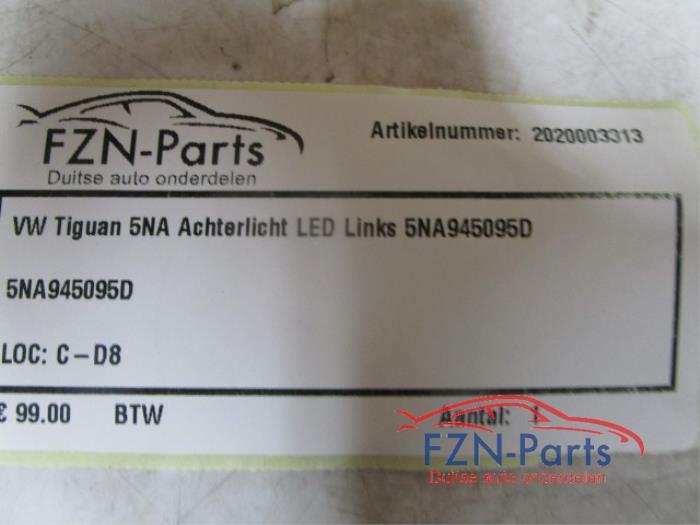 FZN-Parts
Duitse auto onderdelen
Artikelnummer: 2020003313
VW Tiguan 5NA Achterlicht LED Links 5NA945095D
5NA945095D
LOC: C-D8
€ 99.00 BTW Aantal: 1
FZN-Parts
Duitse auto onderdelen